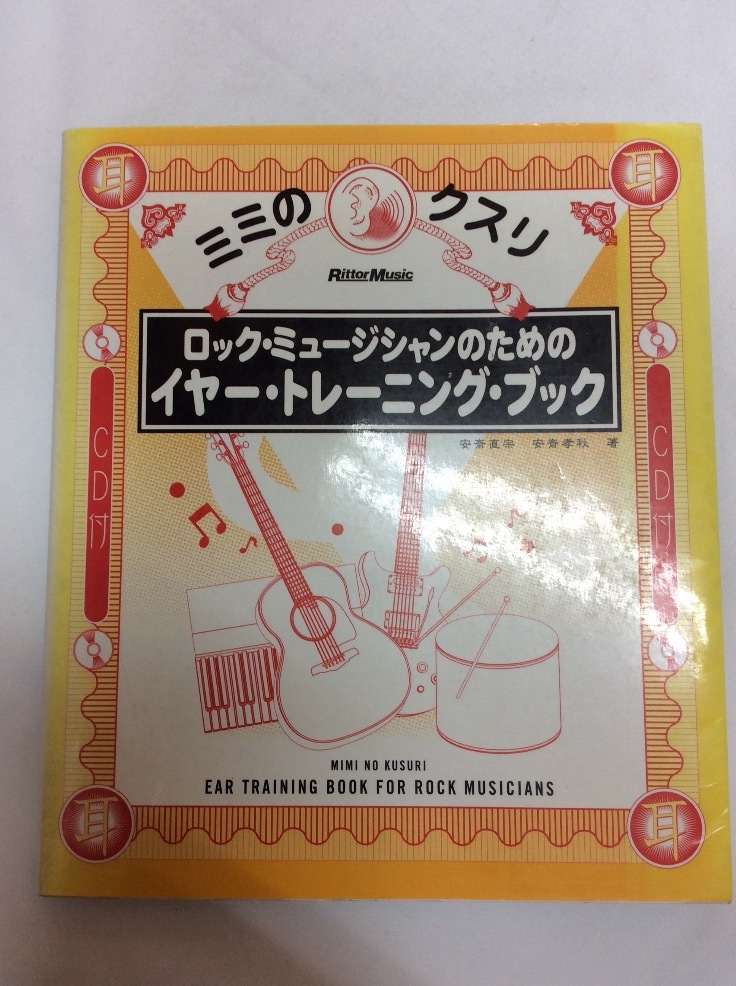 耳
耳
ミミの
クスリ
RittorMusic
ロック・ミュージシャンのための
イヤー・トレーニング・ブック
安斎直宗 安斎孝秋 著
CD付
CD付
MIMI NO KUSURI
EAR TRAINING BOOK FOR ROCK MUSICIANS
耳
耳